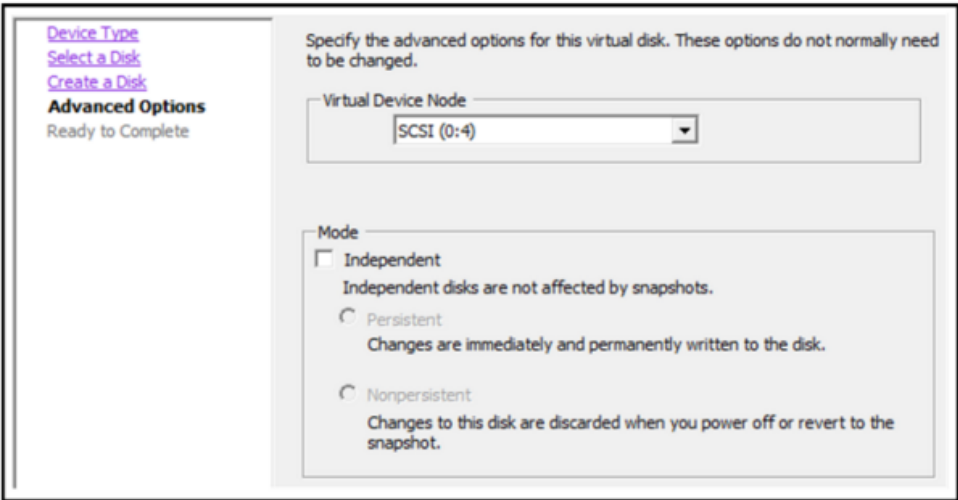 Device Type
Select a Disk
Create a Disk
Advanced Options
Ready to Complete
Specify the advanced options for this virtual disk. These options do not normally need
to be changed.
Virtual Device Node
SCSI (0:4)
Mode
Independent
Independent disks are not affected by snapshots.
Persistent
Changes are immediately and permanently written to the disk.
Nonpersistent
Changes to this disk are discarded when you power off or revert to the
snapshot.